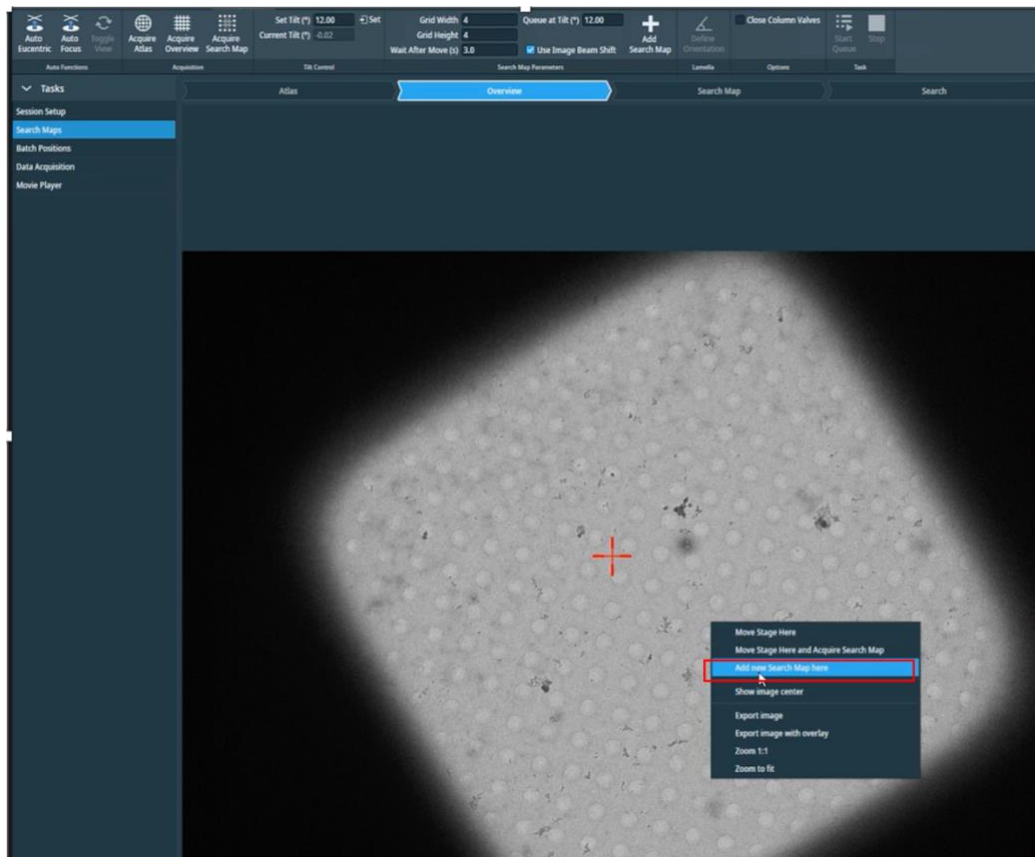 Auto Eucentric
Auto Focus
Toggle View
Acquire Atlas
Acquire Overview
Acquire Search Map
Set Tilt (°) 12.00 Set
Current Tilt (°) -0.02
Grid Width 4
Grid Height 4
Wait After Move (s) 3.0
Queue at Tilt (°) 12.00
Use Image Beam Shift
Add Search Map
Define Orientation
Close Column Valves
Start Queue
Stop
Auto Functions
Acquisition
Tilt Control
Search Map Parameters
Lamella
Options
Task
Tasks
Atlas
Overview
Search Map
Search
Session Setup
Search Maps
Batch Positions
Data Acquisition
Movie Player
Move Stage Here
Move Stage Here and Acquire Search Map
Add new Search Map here
Show image center
Export image
Export image with overlay
Zoom 1:1
Zoom to fit